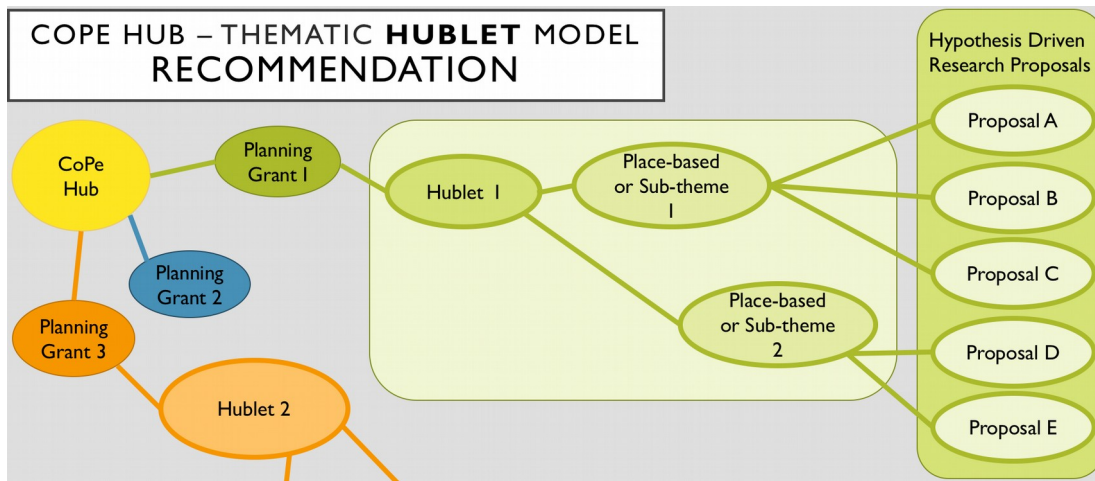 COPE HUB – THEMATIC HUBLET MODEL
RECOMMENDATION
Hypothesis Driven
Research Proposals
CoPe
Hub
Planning
Grant 1
Hublet 1
Place-based
or Sub-theme
1
Proposal A
Proposal B
Proposal C
Planning
Grant 2
Place-based
or Sub-theme
2
Planning
Grant 3
Proposal D
Hublet 2
Proposal E